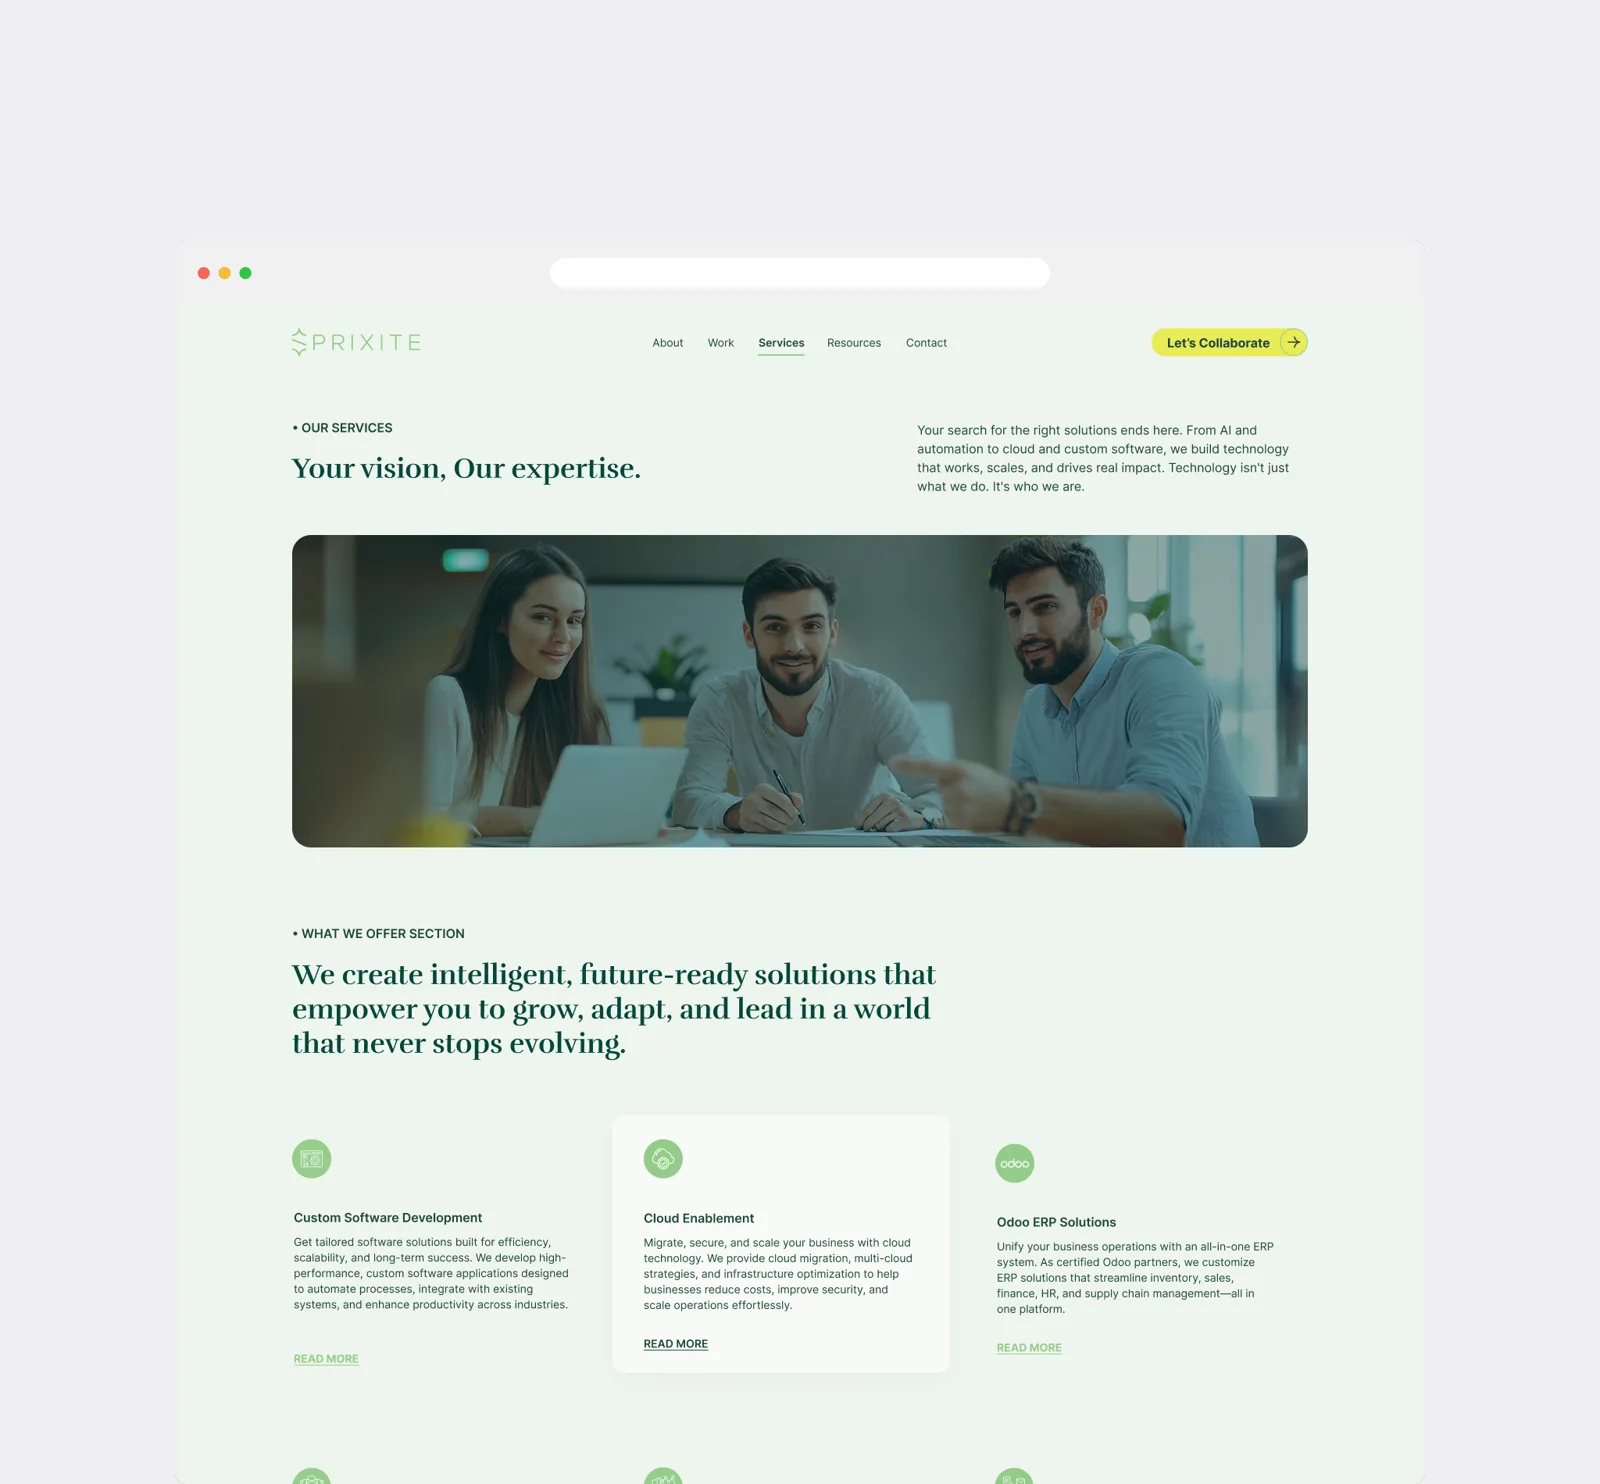 PRIXITE
About Work Services Resources Contact
Let's Collaborate
• OUR SERVICES
Your vision, Our expertise.
Your search for the right solutions ends here. From AI and
automation to cloud and custom software, we build technology
that works, scales, and drives real impact. Technology isn't just
what we do. It's who we are.
• WHAT WE OFFER SECTION
We create intelligent, future-ready solutions that
empower you to grow, adapt, and lead in a world
that never stops evolving.
Custom Software Development
Get tailored software solutions built for efficiency,
scalability, and long-term success. We develop high-
performance, custom software applications designed
to automate processes, integrate with existing
systems, and enhance productivity across industries.
READ MORE
Cloud Enablement
Migrate, secure, and scale your business with cloud
technology. We provide cloud migration, multi-cloud
strategies, and infrastructure optimization to help
businesses reduce costs, improve security, and
scale operations effortlessly.
READ MORE
odoo
Odoo ERP Solutions
Unify your business operations with an all-in-one ERP
system. As certified Odoo partners, we customize
ERP solutions that streamline inventory, sales,
finance, HR, and supply chain management—all in
one platform.
READ MORE